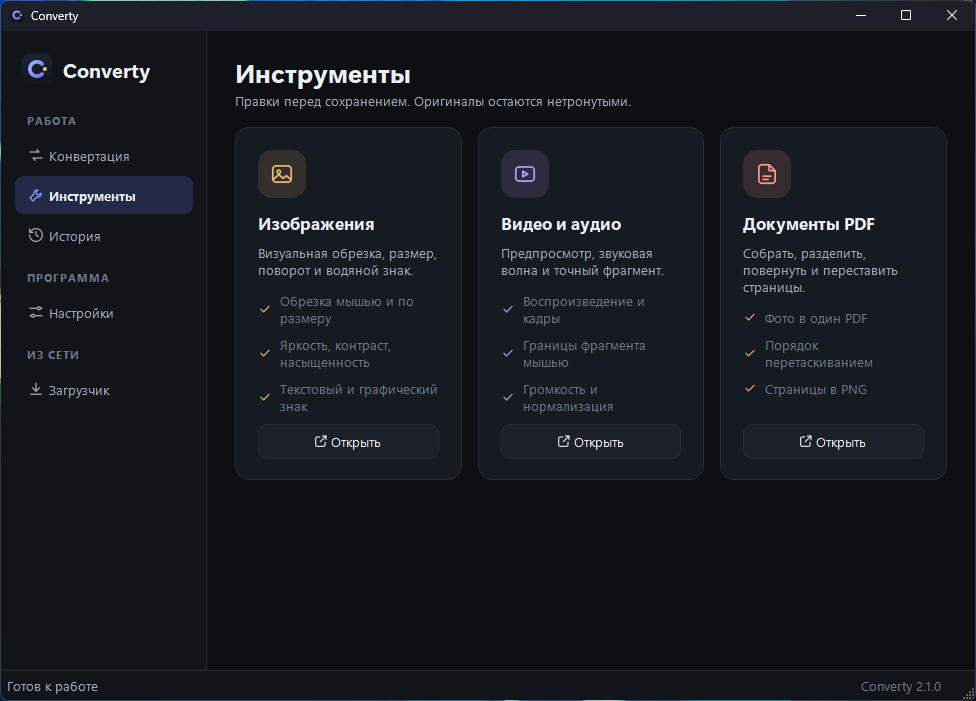 Converty
Converty
РАБОТА
Конвертация
Инструменты
История
ПРОГРАММА
Настройки
ИЗ СЕТИ
Загрузчик
Инструменты
Правки перед сохранением. Оригиналы остаются нетронутыми.
Изображения
Визуальная обрезка, размер,
поворот и водяной знак.
Обрезка мышью и по
размеру
Яркость, контраст,
насыщенность
Текстовый и графический
знак
Открыть
Видео и аудио
Предпросмотр, звуковая
волна и точный фрагмент.
Воспроизведение и
кадры
Границы фрагмента
мышью
Громкость и
нормализация
Открыть
Документы PDF
Собрать, разделить,
повернуть и переставить
страницы.
Фото в один PDF
Порядок
перетаскиванием
Страницы в PNG
Открыть
Готов к работе
Converty 2.1.0